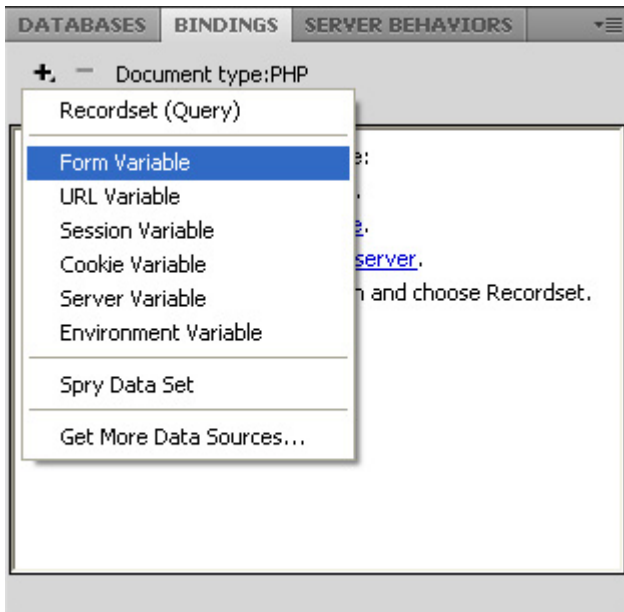 DATABASES BINDINGS SERVER BEHAVIORS
Document type:PHP
Recordset (Query)
Form Variable
URL Variable
Session Variable
Cookie Variable
server.
Server Variable
and choose Recordset.
Environment Variable
Spry Data Set
Get More Data Sources...